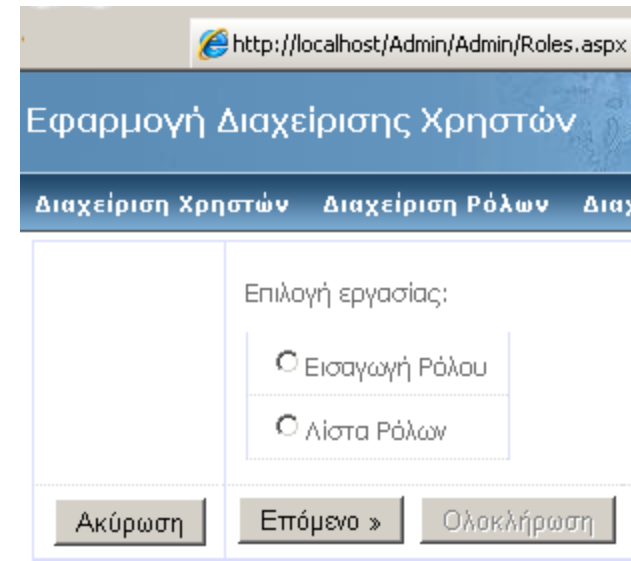 http://localhost/Admin/Admin/Roles.aspx
Εφαρμογή Διαχείρισης Χρηστών
Διαχείριση Χρηστών Διαχείριση Ρόλων
Επιλογή εργασίας:
Εισαγωγή Ρόλου
Λίστα Ρόλων
Ακύρωση Επόμενο » Ολοκλήρωση